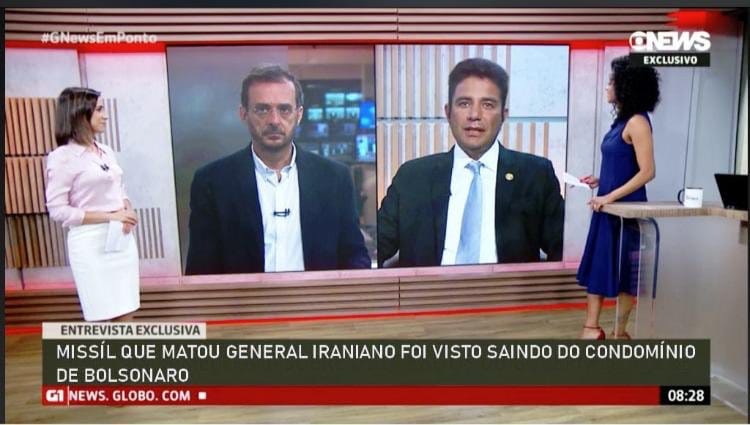 #GNewsEmPonto
GNEWS
EXCLUSIVO
ENTREVISTA EXCLUSIVA
MISSÍL QUE MATOU GENERAL IRANIANO FOI VISTO SAINDO DO CONDOMÍNIO
DE BOLSONARO
G1 NEWS. GLOBO. COM
08:28